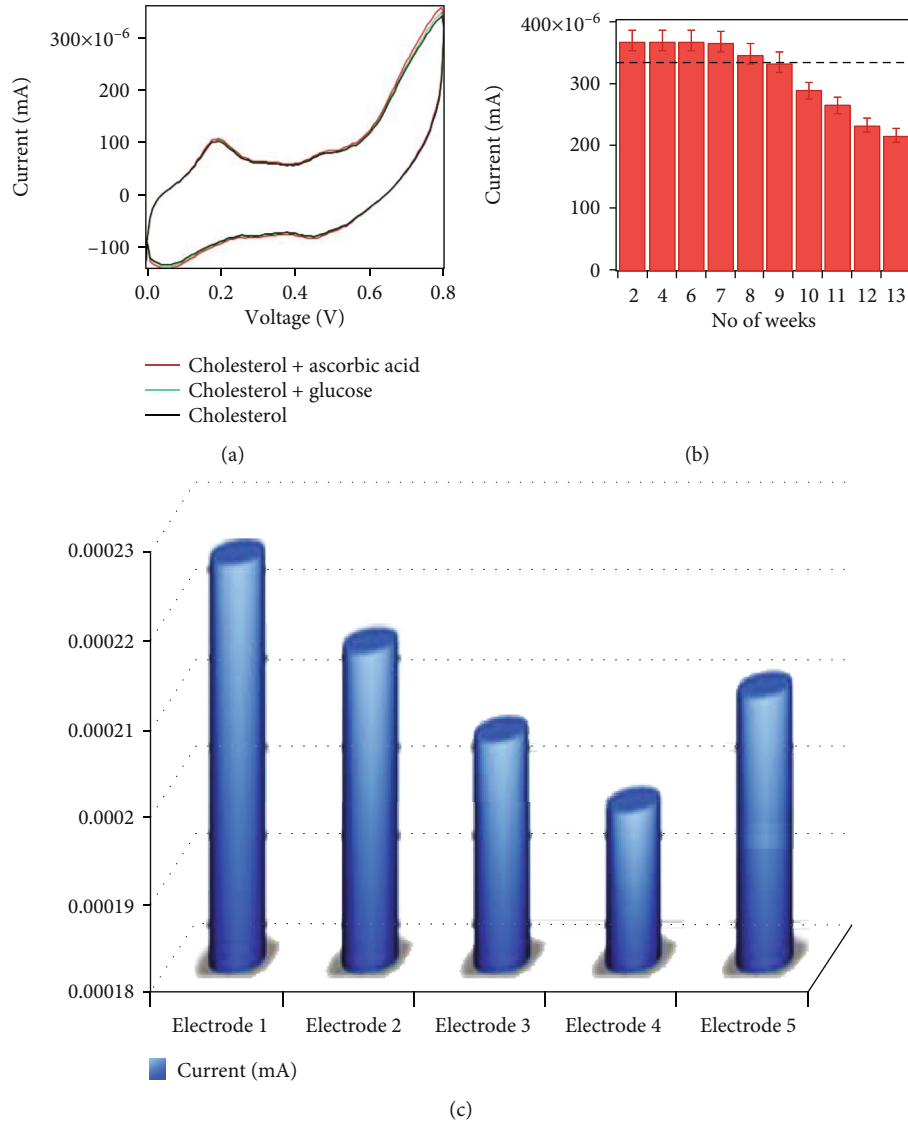 300×10⁻⁶
200
100
0
−100
Current (mA)
0.0 0.2 0.4 0.6 0.8
Voltage (V)
Cholesterol + ascorbic acid
Cholesterol + glucose
Cholesterol
(a)
400×10⁻⁶
300
200
100
0
Current (mA)
2 4 6 7 8 9 10 11 12 13
No of weeks
(b)
0.00023
0.00022
0.00021
0.0002
0.00019
0.00018
Electrode 1 Electrode 2 Electrode 3 Electrode 4 Electrode 5
Current (mA)
(c)